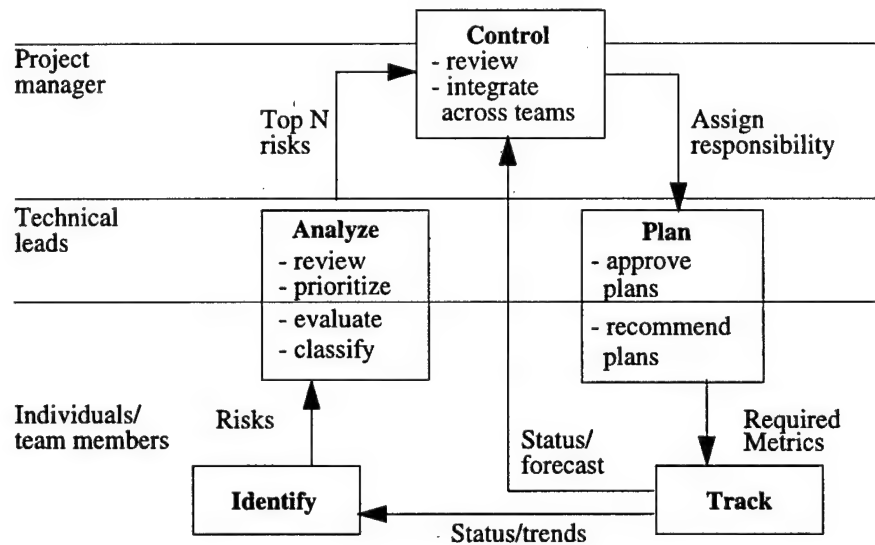 Control
- review
- integrate
across teams
Project
manager
Top N
risks
Assign
responsibility
Technical
leads
Analyze
- review
- prioritize
- evaluate
- classify
Plan
- approve
plans
- recommend
plans
Individuals/
team members
Risks
Status/
forecast
Required
Metrics
Identify
Track
Status/trends